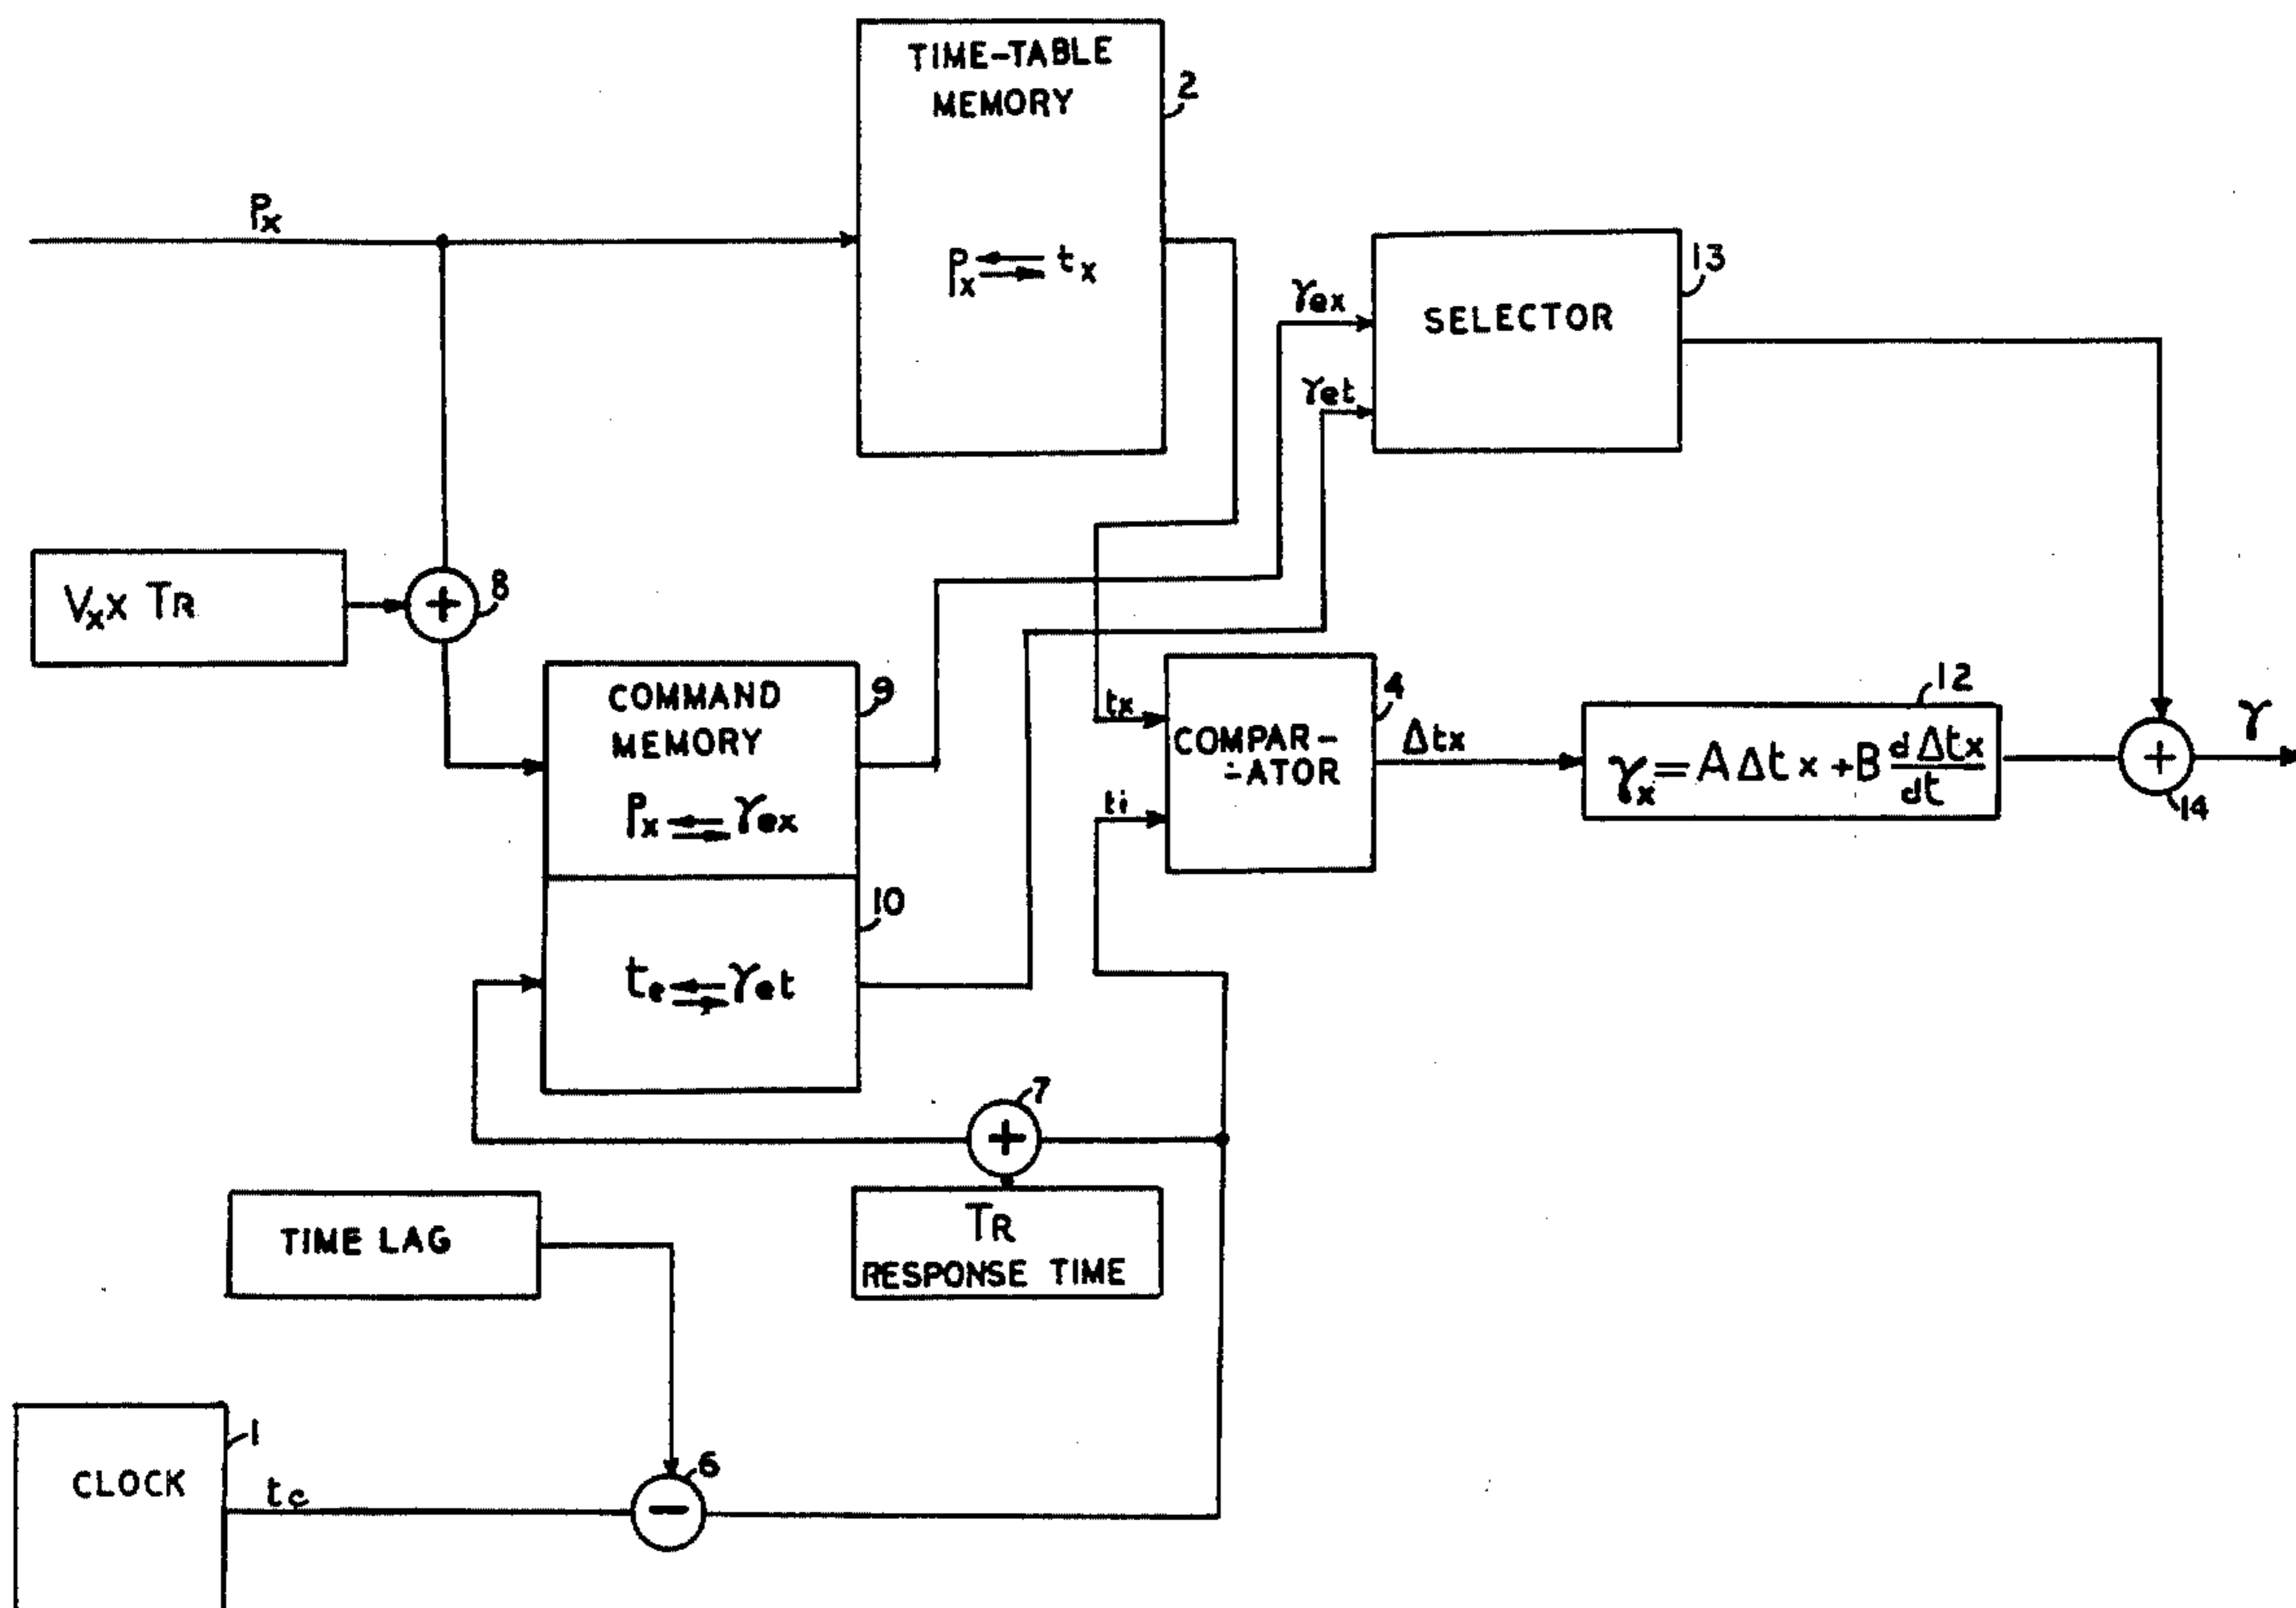 TIME-TABLE
MEMORY
2
Px
Px ⇄ tx
13
γex
SELECTOR
γet
Vx x TR
+
8
COMMAND
MEMORY
9
Px ⇄ γex
10
te ⇄ γet
tx
4
COMPAR-
-ATOR
ti
Δtx
12
γx = A Δtx + B dΔtx/dt
+
14
γ
7
+
TR
RESPONSE TIME
TIME LAG
1
CLOCK
tc
6
−